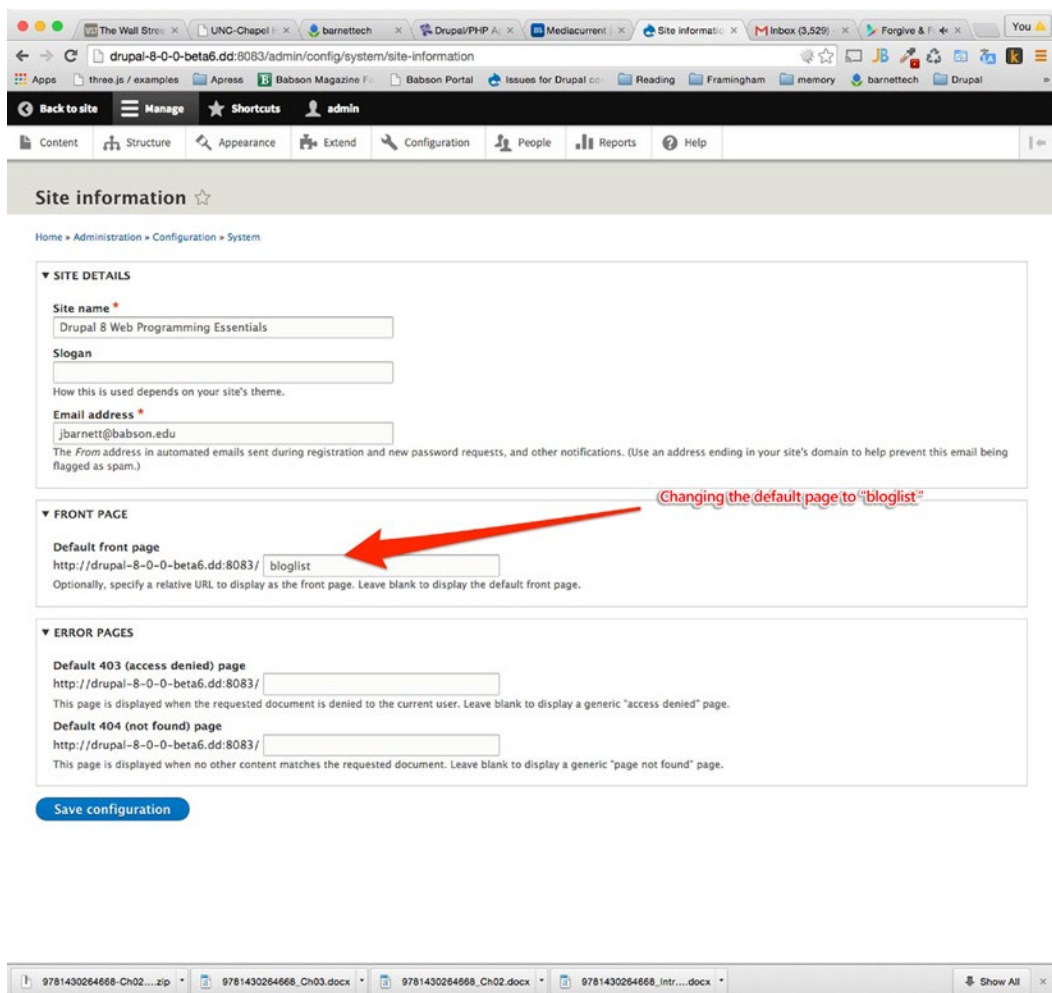 The Wall Stre
UNC-Chapel H
barnettech
Drupal/PHP A
Mediacurrent |
Site informatio
Inbox (3,529)
Forgive & F
You
drupal-8-0-0-beta6.dd:8083/admin/config/system/site-information
Apps three.js / examples Apress Babson Magazine F Babson Portal Issues for Drupal co Reading Framingham memory barnettech Drupal »
Back to site Manage Shortcuts admin
Content Structure Appearance Extend Configuration People Reports Help
Site information
Home » Administration » Configuration » System
▼ SITE DETAILS
Site name *
Drupal 8 Web Programming Essentials
Slogan
How this is used depends on your site's theme.
Email address *
jbarnett@babson.edu
The From address in automated emails sent during registration and new password requests, and other notifications. (Use an address ending in your site's domain to help prevent this email being
flagged as spam.)
Changing the default page to "bloglist"
▼ FRONT PAGE
Default front page
http://drupal-8-0-0-beta6.dd:8083/ bloglist
Optionally, specify a relative URL to display as the front page. Leave blank to display the default front page.
▼ ERROR PAGES
Default 403 (access denied) page
http://drupal-8-0-0-beta6.dd:8083/
This page is displayed when the requested document is denied to the current user. Leave blank to display a generic "access denied" page.
Default 404 (not found) page
http://drupal-8-0-0-beta6.dd:8083/
This page is displayed when no other content matches the requested document. Leave blank to display a generic "page not found" page.
Save configuration
9781430264668-Ch02....zip 9781430264668_Ch03.docx 9781430264668_Ch02.docx 9781430264668_Intr....docx Show All